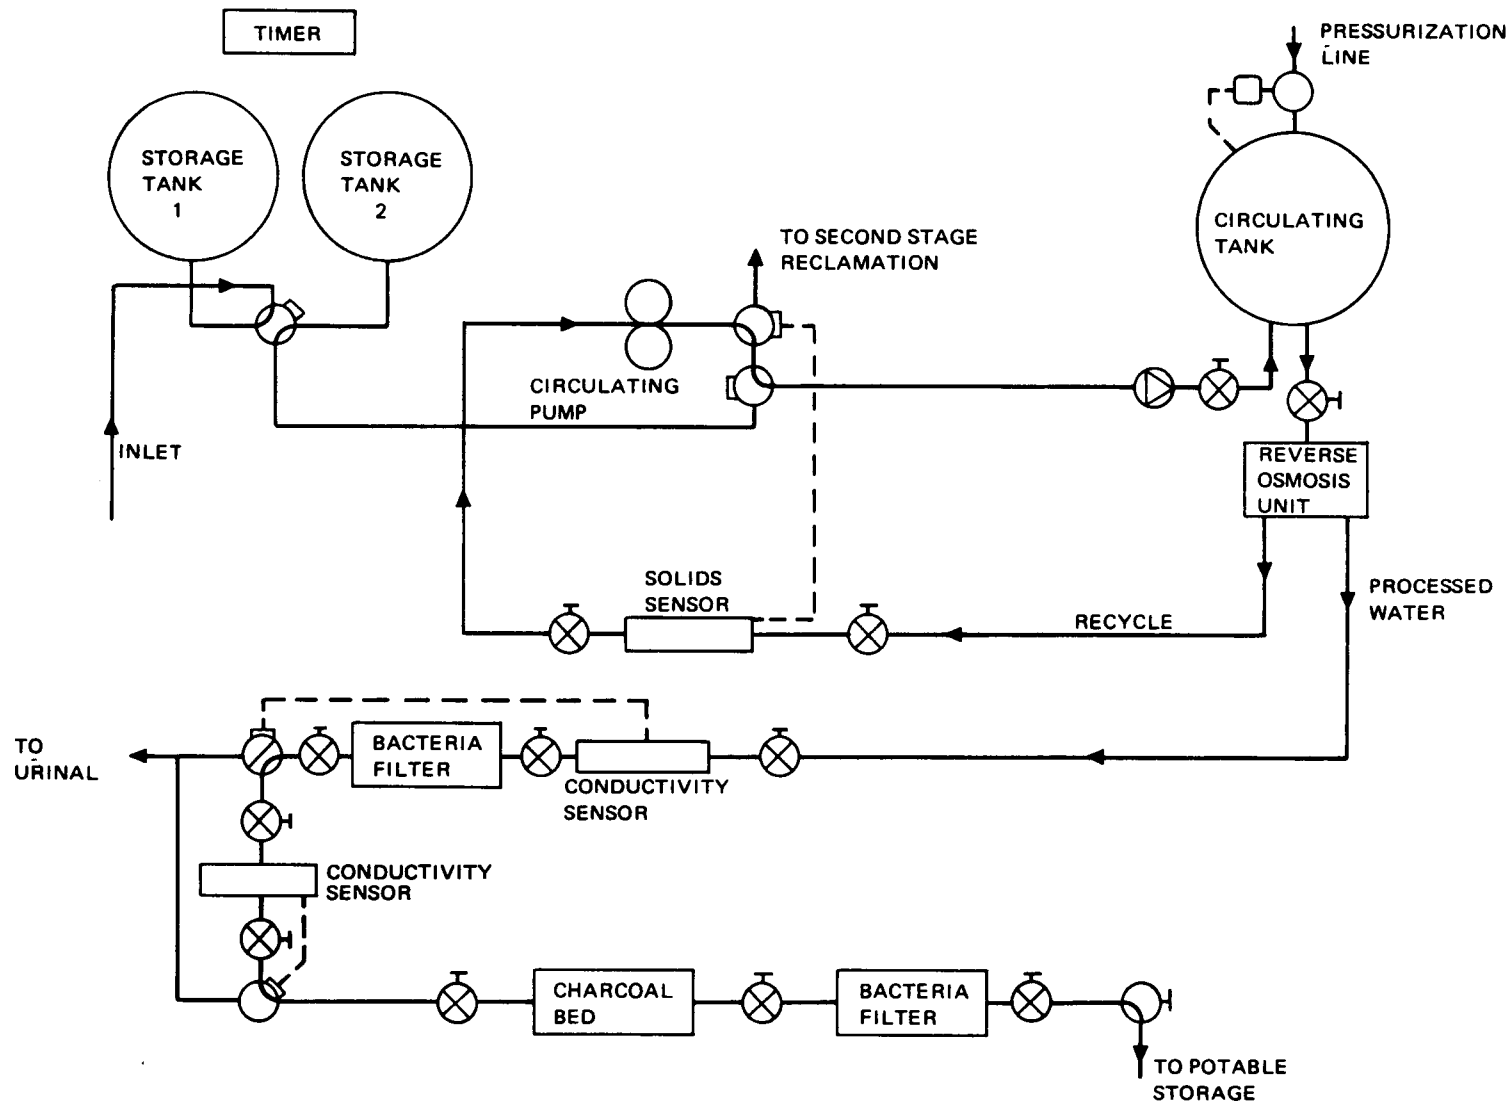 TIMER
STORAGE
TANK
1
STORAGE
TANK
2
PRESSURIZATION
LINE
CIRCULATING
TANK
TO SECOND STAGE
RECLAMATION
CIRCULATING
PUMP
INLET
REVERSE
OSMOSIS
UNIT
SOLIDS
SENSOR
RECYCLE
PROCESSED
WATER
TO
URINAL
BACTERIA
FILTER
CONDUCTIVITY
SENSOR
CONDUCTIVITY
SENSOR
CHARCOAL
BED
BACTERIA
FILTER
TO POTABLE
STORAGE